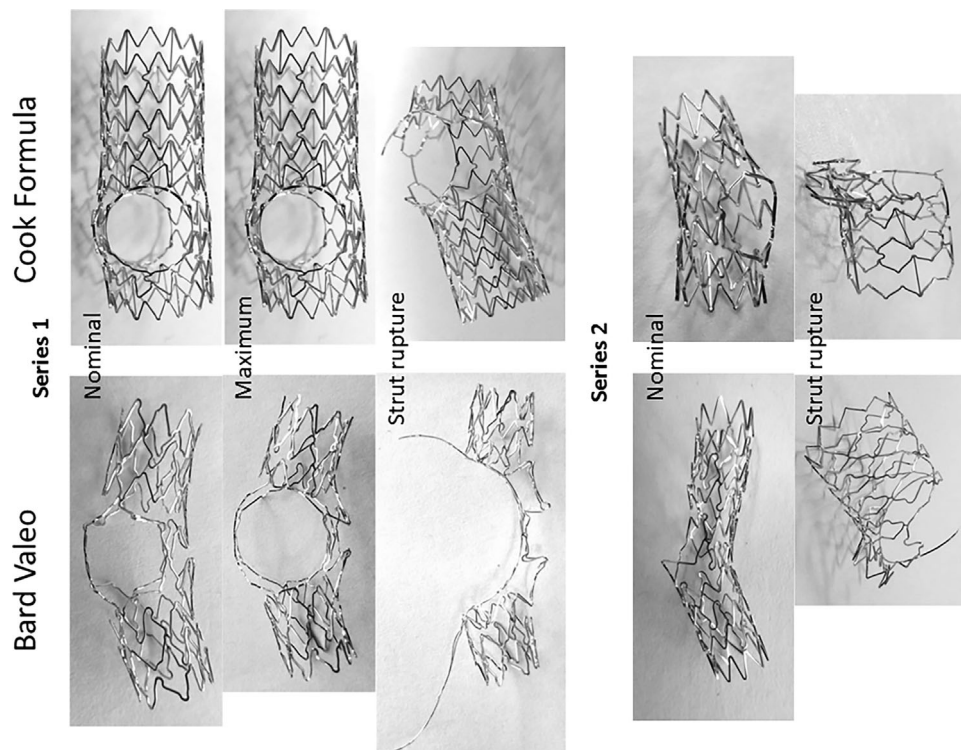 Bard Valeo
Cook Formula
Series 1
Nominal
Maximum
Strut rupture
Series 2
Nominal
Strut rupture